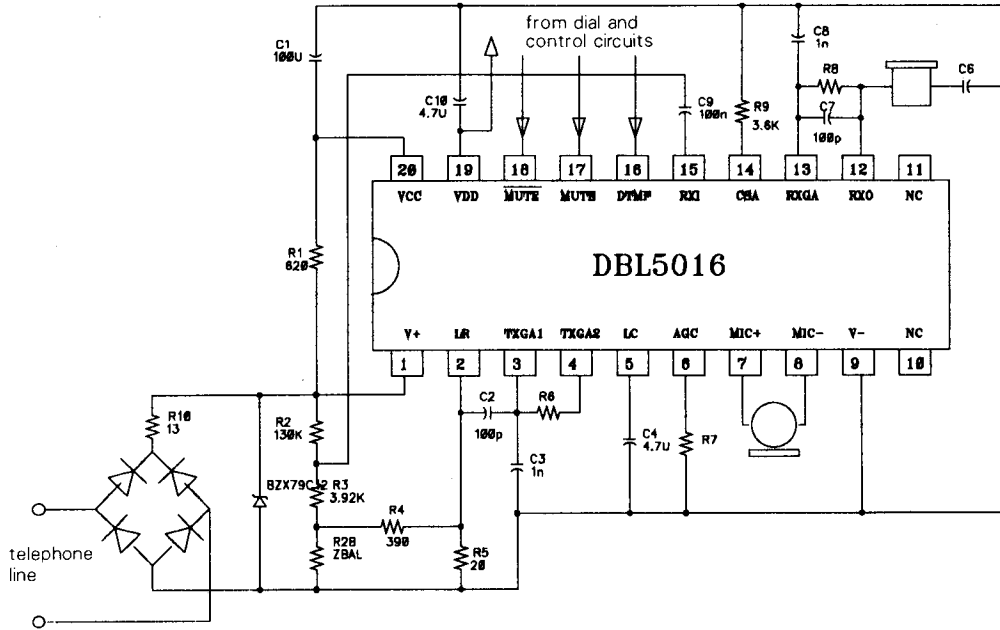 from dial and
control circuits
C1
100U
C10
4.7U
C9
100n
R9
3.6K
C8
1n
R8
C7
100p
C6
20 19 18 17 16 15 14 13 12 11
VCC VDD MUTE MUTE DTMF RXI CSA RXGA RXO NC
R1
620
DBL5016
V+ LR TXGA1 TXGA2 LC AGC MIC+ MIC- V- NC
1 2 3 4 5 6 7 8 9 10
R10
13
R2
130K
C2
100p
R6
C3
1n
C4
4.7U
R7
R3
3.92K
R4
390
R2B
ZBAL
R5
20
telephone
line